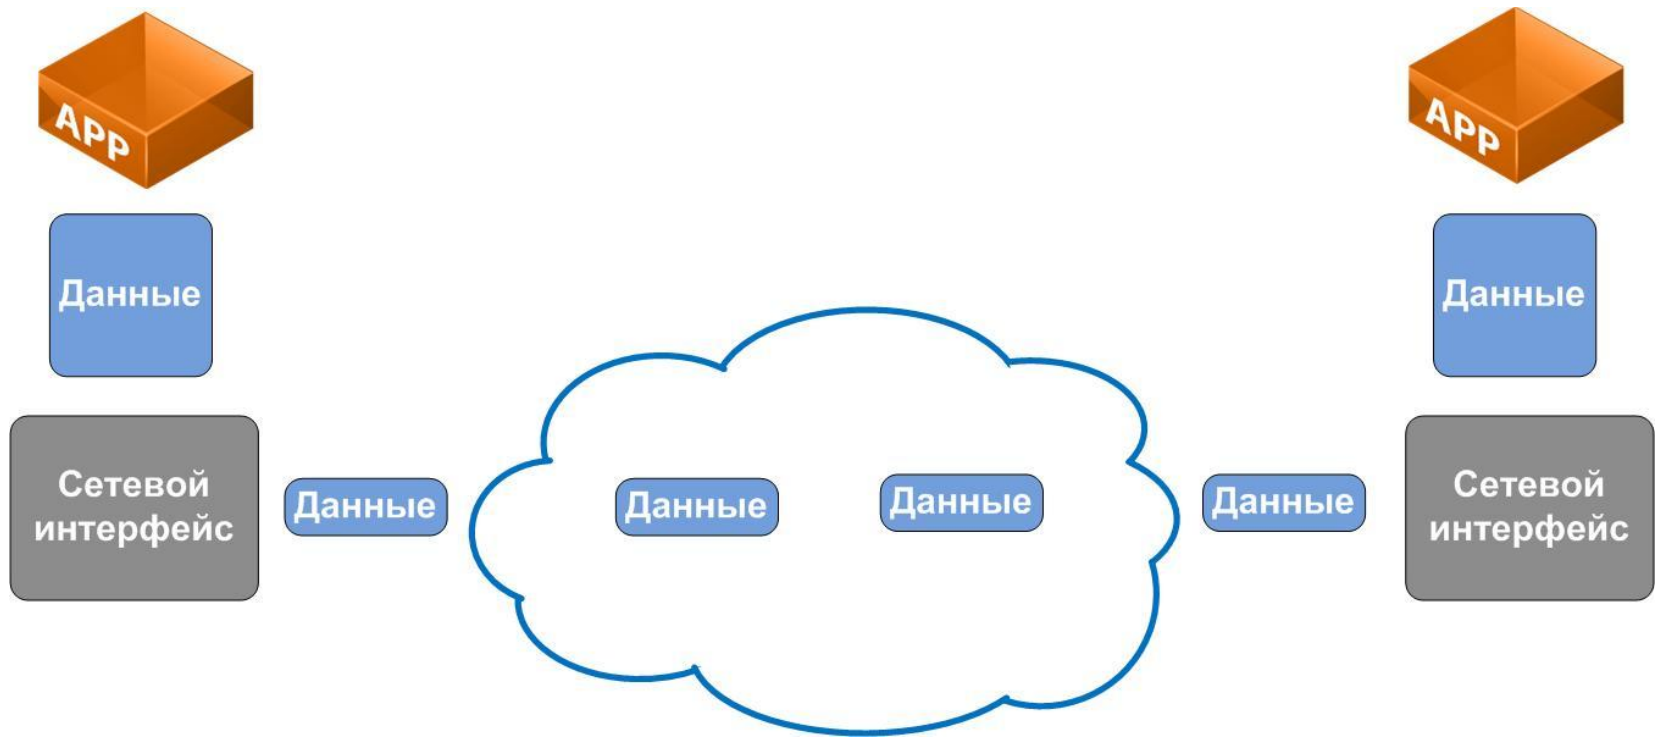 APP
APP
Данные
Данные
Сетевой
интерфейс
Данные
Данные
Данные
Данные
Сетевой
интерфейс